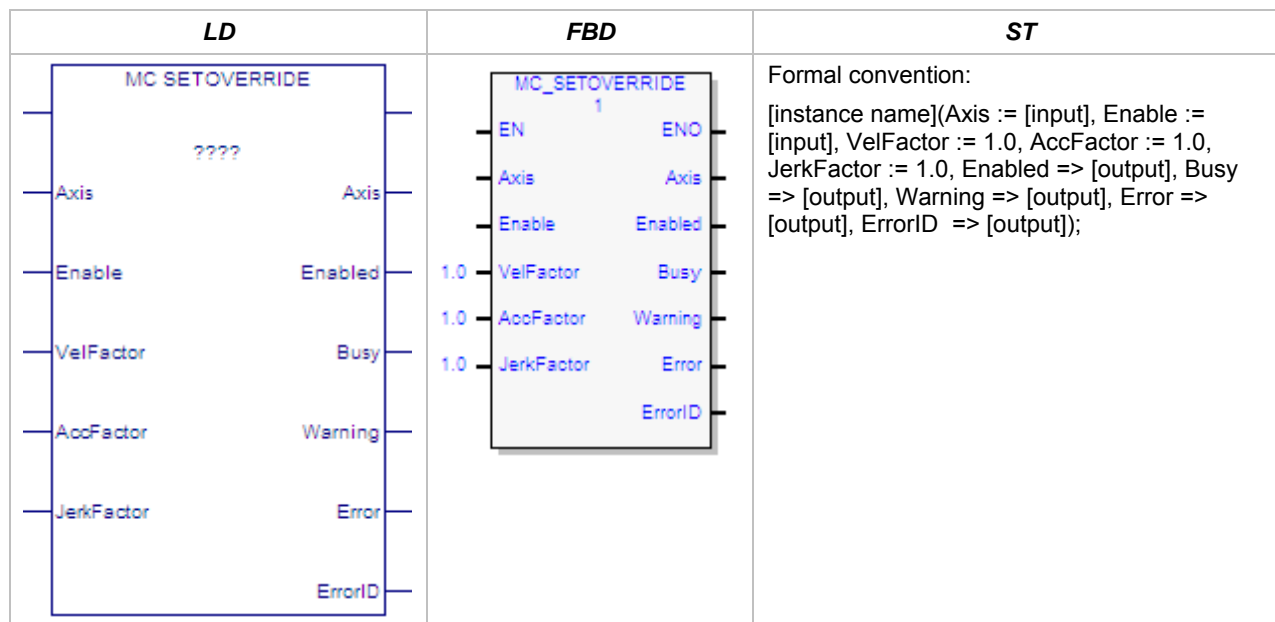 LD
FBD
ST
MC SETOVERRIDE
????
Axis
Axis
Enable
Enabled
VelFactor
Busy
AccFactor
Warning
JerkFactor
Error
ErrorID
MC_SETOVERRIDE
1
EN
ENO
Axis
Axis
Enable
Enabled
1.0
VelFactor
Busy
1.0
AccFactor
Warning
1.0
JerkFactor
Error
ErrorID
Formal convention:
[instance name](Axis := [input], Enable :=
[input], VelFactor := 1.0, AccFactor := 1.0,
JerkFactor := 1.0, Enabled => [output], Busy
=> [output], Warning => [output], Error =>
[output], ErrorID => [output]);